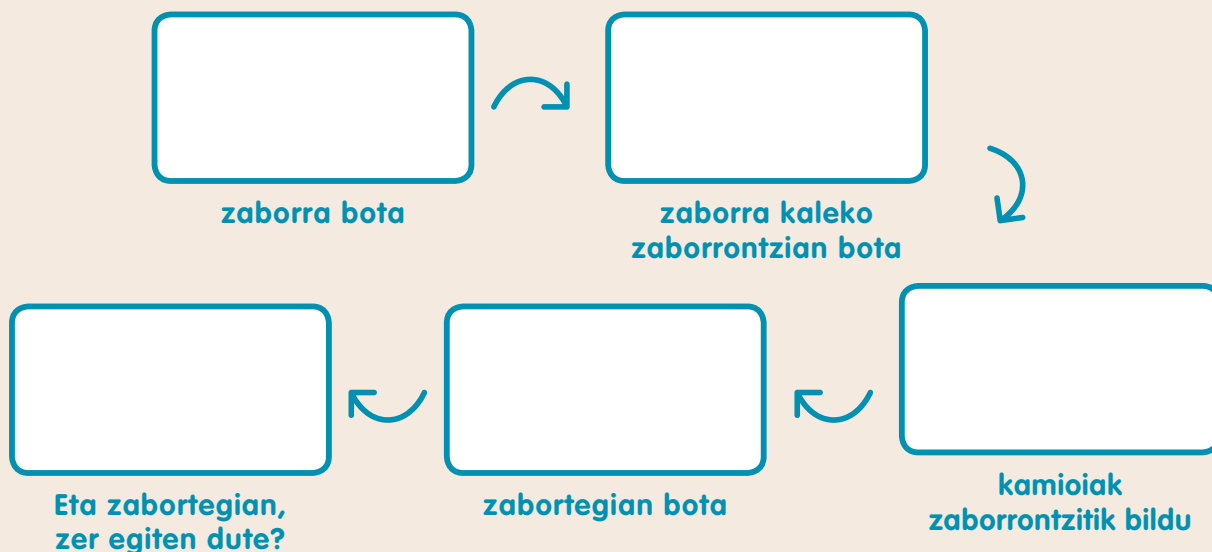 zaborra bota
zaborra kaleko
zaborrontzian bota
kamioiak
zaborrontzitik bildu
zabortegian bota
Eta zabortegian,
zer egiten dute?